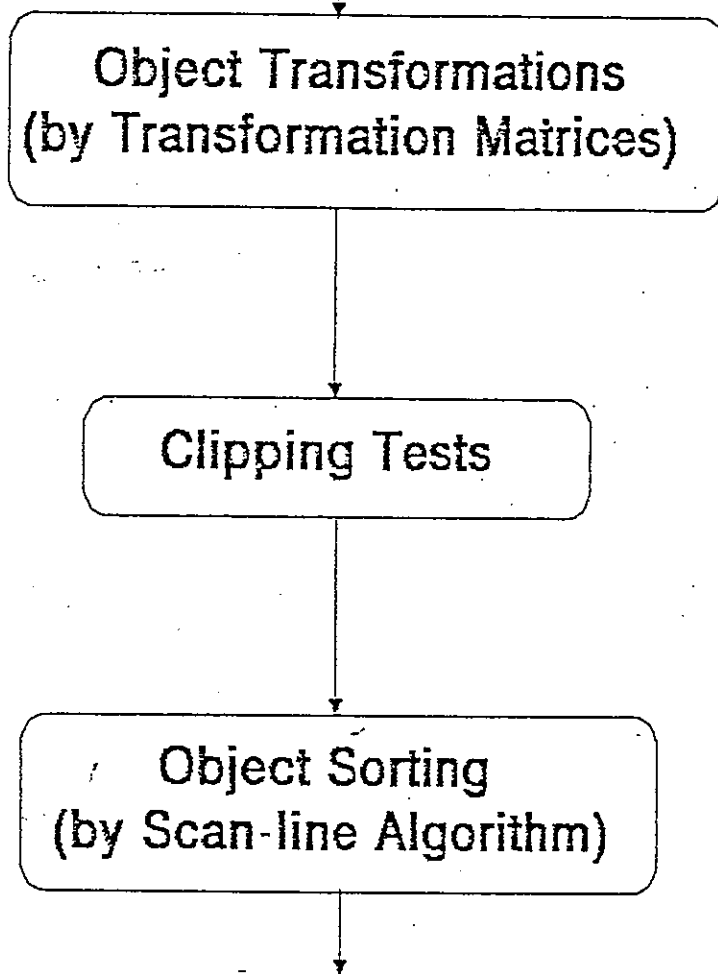 Object Transformations
(by Transformation Matrices)
Clipping Tests
Object Sorting
(by Scan-line Algorithm)